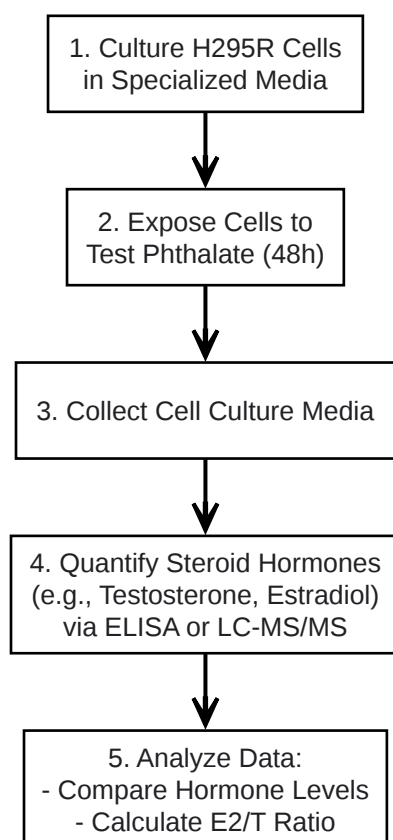 1. Culture H295R Cells
in Specialized Media
2. Expose Cells to
Test Phthalate (48h)
3. Collect Cell Culture Media
4. Quantify Steroid Hormones
(e.g., Testosterone, Estradiol)
via ELISA or LC-MS/MS
5. Analyze Data:
- Compare Hormone Levels
- Calculate E2/T Ratio